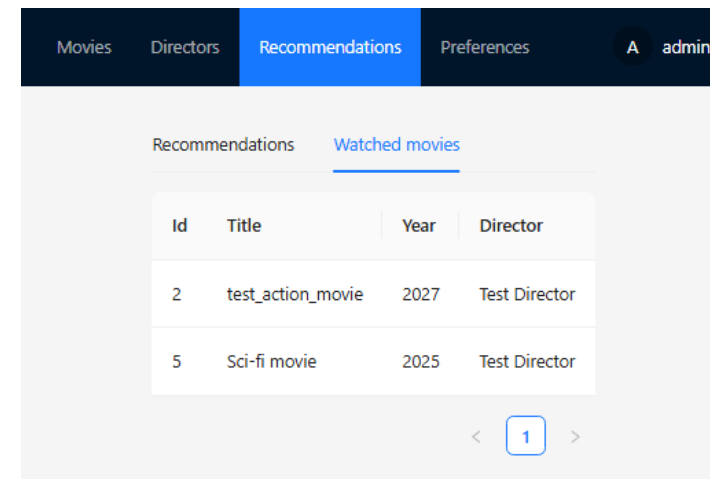 Movies Directors Recommendations Preferences A admin
Recommendations Watched movies
Id Title Year Director
2 test_action_movie 2027 Test Director
5 Sci-fi movie 2025 Test Director
< 1 >